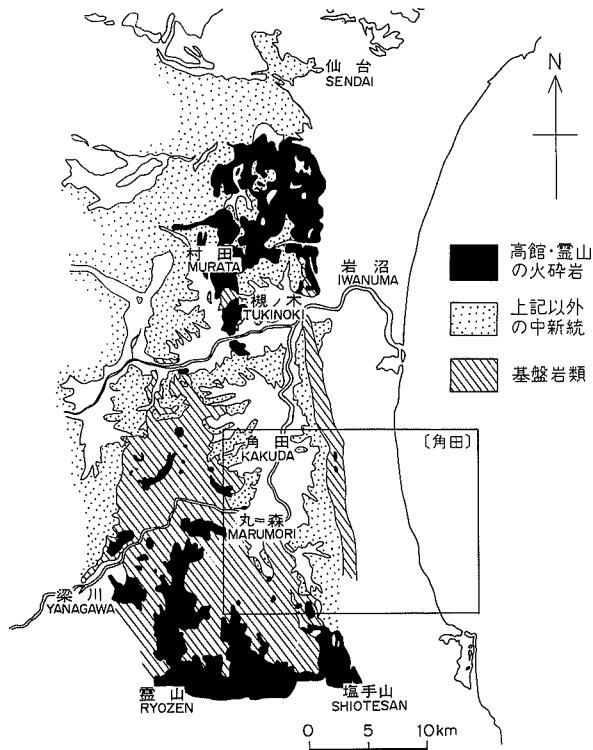 仙台
SENDAI
N
村田
MURATA
岩沼
IWANUMA
槻ノ木
TUKINOKI
高館・霊山
の火砕岩
上記以外
の中新統
基盤岩類
角田
KAKUDA
〔角田〕
丸森
MARUMORI
梁川
YANAGAWA
霊山
RYOZEN
塩手山
SHIOTESAN
0 5 10km